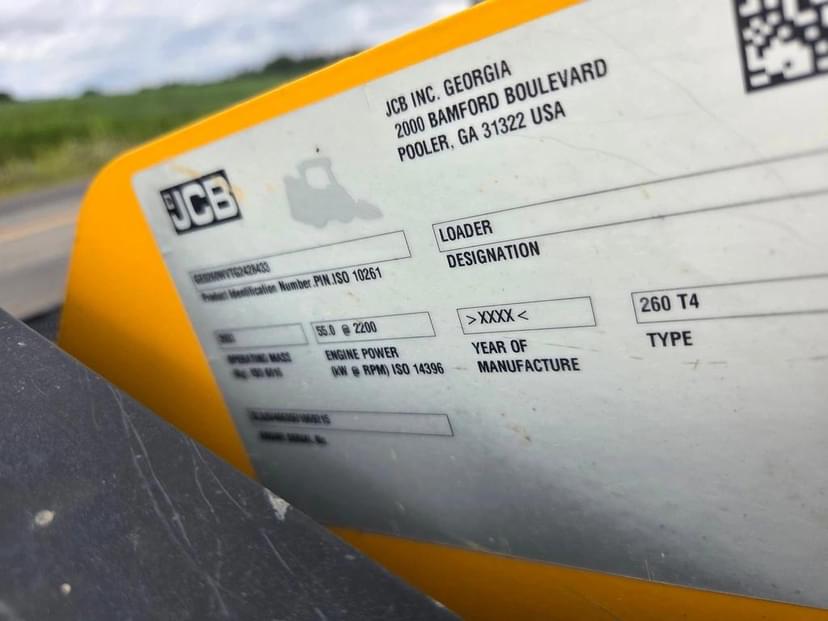 JCB INC. GEORGIA
2000 BAMFORD BOULEVARD
POOLER, GA 31322 USA
JCB
LOADER
DESIGNATION
Product Identification Number.PIN.ISO 10261
55.0 @ 2200
ENGINE POWER
(kW @ RPM) ISO 14396
>XXXX<
YEAR OF
MANUFACTURE
260 T4
TYPE
OPERATING MASS